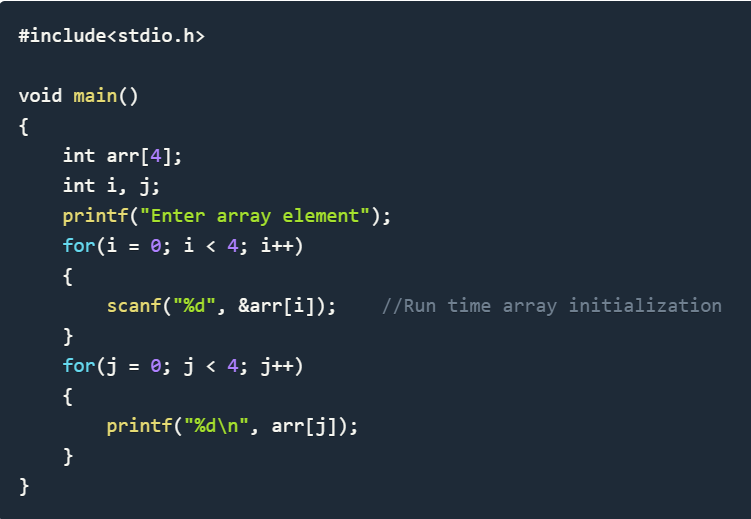 #include<stdio.h>
void main()
{
int arr[4];
int i, j;
printf("Enter array element");
for(i = 0; i < 4; i++)
{
scanf("%d", &arr[i]);    //Run time array initialization
}
for(j = 0; j < 4; j++)
{
printf("%d\n", arr[j]);
}
}